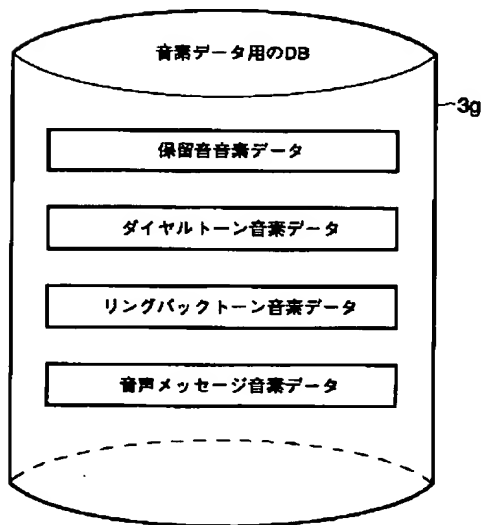 音素データ用のDB
3g
保留音音素データ
ダイヤルトーン音素データ
リングバックトーン音素データ
音声メッセージ音素データ